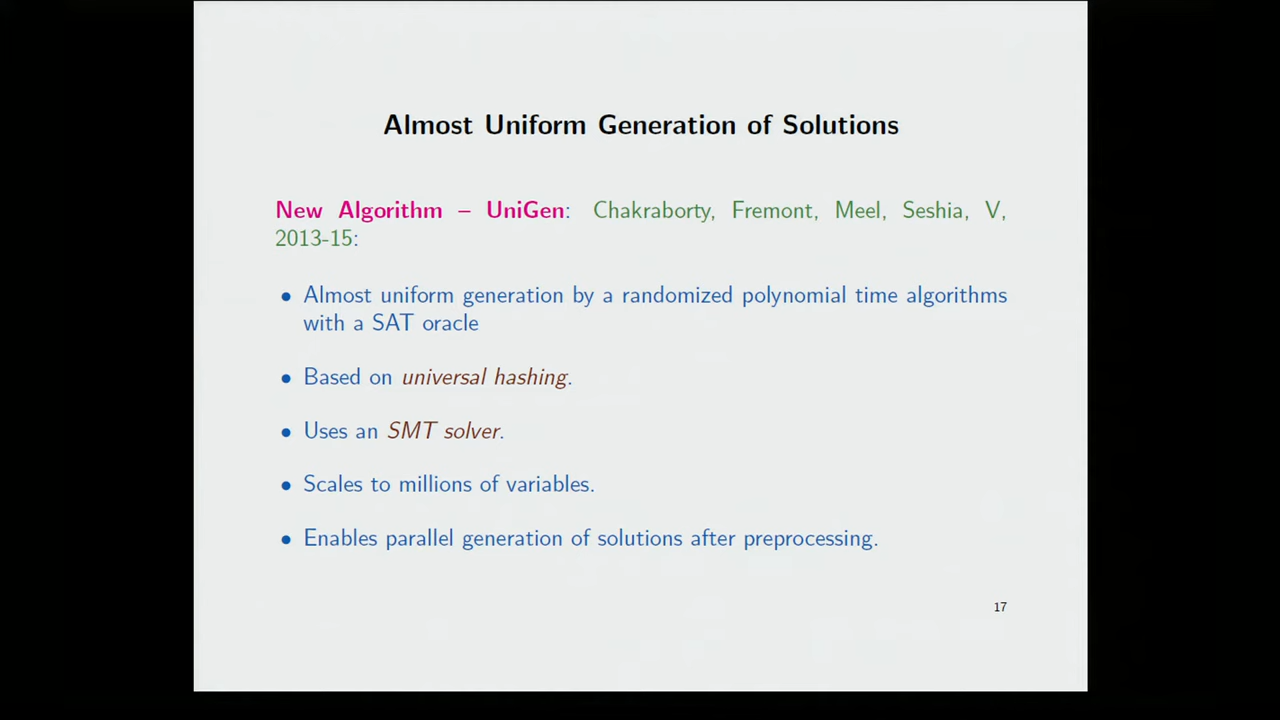 Almost Uniform Generation of Solutions
New Algorithm – UniGen: Chakraborty, Fremont, Meel, Seshia, V,
2013-15:
• Almost uniform generation by a randomized polynomial time algorithms
with a SAT oracle
• Based on universal hashing.
• Uses an SMT solver.
• Scales to millions of variables.
• Enables parallel generation of solutions after preprocessing.
17